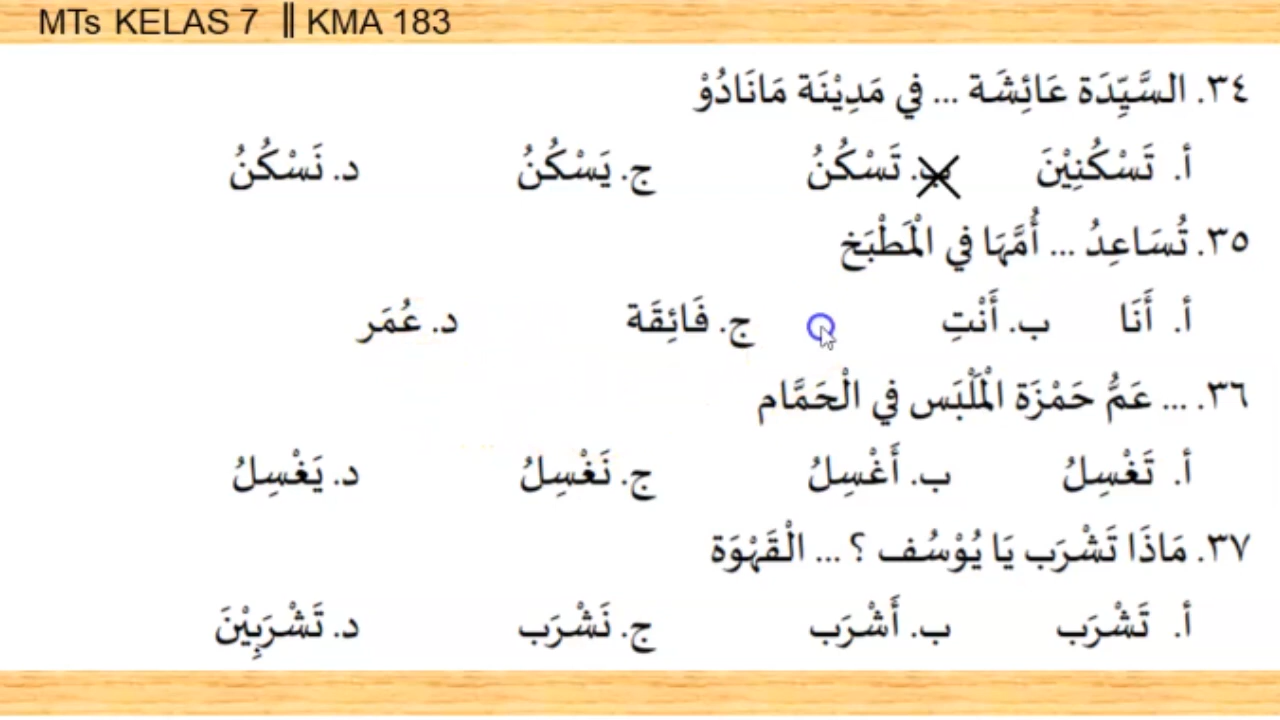 MTs KELAS 7 || KMA 183
٣٤. السَّيِّدَة عَائِشَة ... في مَدِيْنَة مَانَادُوْ
أ. تَسْكُنِيْنَ ب. تَسْكُنُ ج. يَسْكُنُ د. نَسْكُنُ
٣٥. تُسَاعِدُ ... أُمَّهَا في الْمَطْبَخ
أ. أَنَا ب. أَنْتِ ج. فَائِقَة د. عُمَر
٣٦. ... عَمُّ حَمْزَة الْمَلْبَس في الْحَمَّام
أ. تَغْسِلُ ب. أَغْسِلُ ج. نَغْسِلُ د. يَغْسِلُ
٣٧. مَاذَا تَشْرَب يَا يُوْسُف ؟ ... الْقَهْوَة
أ. تَشْرَب ب. أَشْرَب ج. نَشْرَب د. تَشْرَبِيْنَ